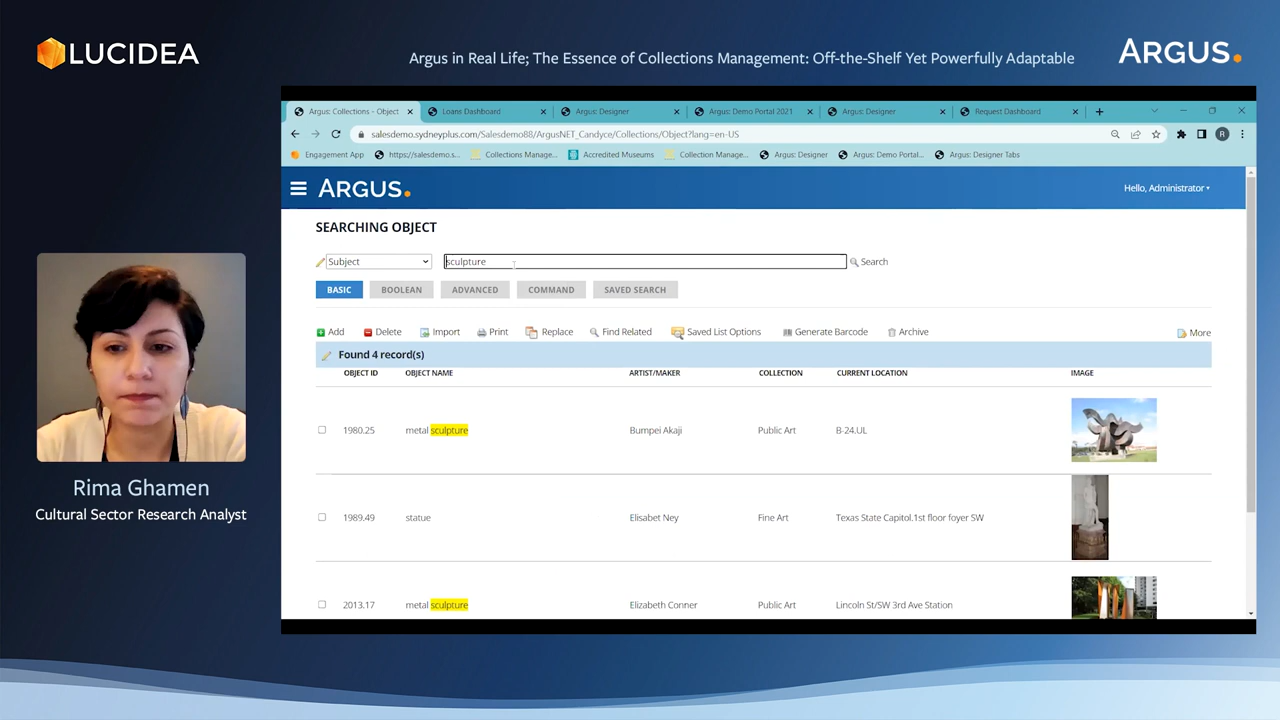 LUCIDEA
Argus in Real Life; The Essence of Collections Management: Off-the-Shelf Yet Powerfully Adaptable
ARGUS.
Argus: Collections - Object
Loans Dashboard
Argus: Designer
Argus: Demo Portal 2021
Argus: Designer
Request Dashboard
salesdemo.sydneyplus.com/Salesdemo88/ArgusNET_Candyce/Collections/Object?lang=en-US
Engagement App
https://salesdemo.s...
Collections Manage...
Accredited Museums
Collection Manage...
Argus: Designer
Argus: Demo Portal...
Argus: Designer Tabs
ARGUS.
Hello, Administrator
SEARCHING OBJECT
Subject
sculpture
Search
BASIC
BOOLEAN
ADVANCED
COMMAND
SAVED SEARCH
Add
Delete
Import
Print
Replace
Find Related
Saved List Options
Generate Barcode
Archive
More
Found 4 record(s)
OBJECT ID OBJECT NAME ARTIST/MAKER COLLECTION CURRENT LOCATION IMAGE
1980.25 metal sculpture Bumpei Akaji Public Art B-24.UL
1989.49 statue Elisabet Ney Fine Art Texas State Capitol.1st floor foyer SW
2013.17 metal sculpture Elizabeth Conner Public Art Lincoln St/SW 3rd Ave Station
Rima Ghamen
Cultural Sector Research Analyst